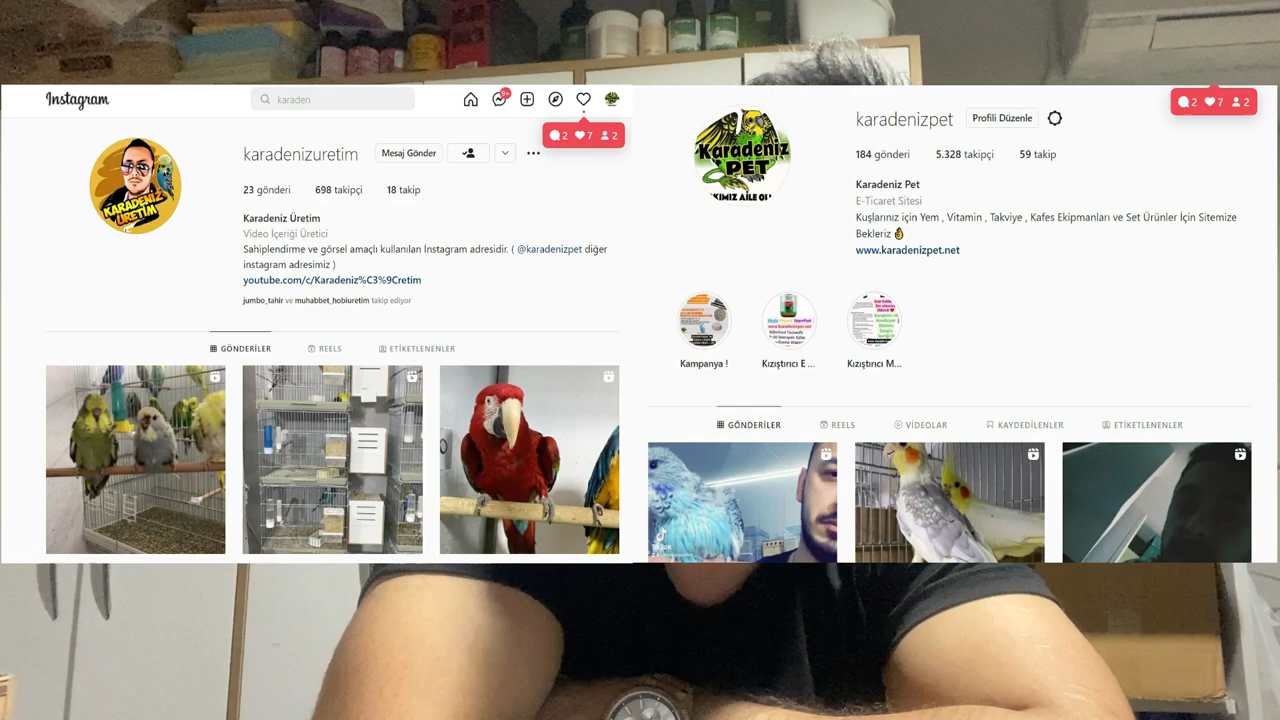 Instagram
karaden
9+
2 7 2
karadenizuretim
Mesaj Gönder
23 gönderi 698 takipçi 18 takip
Karadeniz Üretim
Video İçeriği Üretici
Sahiplendirme ve görsel amaçlı kullanılan İnstagram adresidir. ( @karadenizpet diğer
instagram adresimiz )
youtube.com/c/Karadeniz%C3%9Cretim
jumbo_tahir ve muhabbet_hobiuretim takip ediyor
GÖNDERİLER REELS ETİKETLENENLER
KARADENİZ
ÜRETİM
2 7 2
karadenizpet
Profili Düzenle
184 gönderi 5.328 takipçi 59 takip
Karadeniz Pet
E-Ticaret Sitesi
Kuşlarınız için Yem , Vitamin , Takviye , Kafes Ekipmanları ve Set Ürünler İçin Sitemize
Bekleriz 👌
www.karadenizpet.net
Karadeniz
PET
Kampanya !
Kızıştırıcı E ...
Kızıştırıcı M...
GÖNDERİLER REELS VİDEOLAR KAYDEDİLENLER ETİKETLENENLER